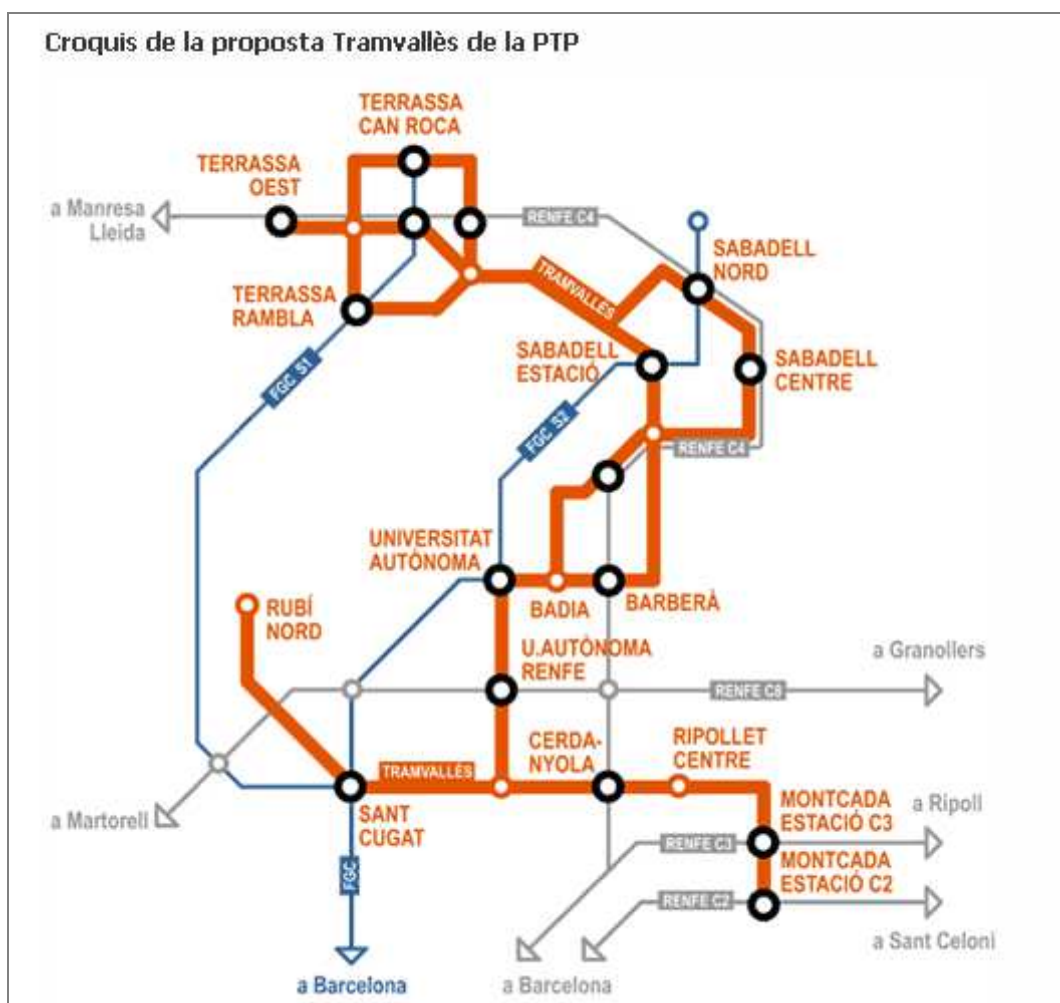 Croquis de la proposta Tramvallès de la PTP
TERRASSA
CAN ROCA
TERRASSA
OEST
a Manresa
Lleida
RENFE C4
SABADELL
NORD
TRAMVALLÈS
TERRASSA
RAMBLA
SABADELL
ESTACIÓ
SABADELL
CENTRE
FGC S1
FGC S2
RENFE C4
UNIVERSITAT
AUTÒNOMA
BADIA
BARBERÀ
RUBÍ
NORD
U.AUTÒNOMA
RENFE
a Granollers
RENFE C8
CERDA-
NYOLA
RIPOLLET
CENTRE
TRAMVALLÈS
SANT
CUGAT
a Martorell
MONTCADA
ESTACIÓ C3
a Ripoll
RENFE C3
MONTCADA
ESTACIÓ C2
FGC
RENFE C2
a Sant Celoni
a Barcelona
a Barcelona